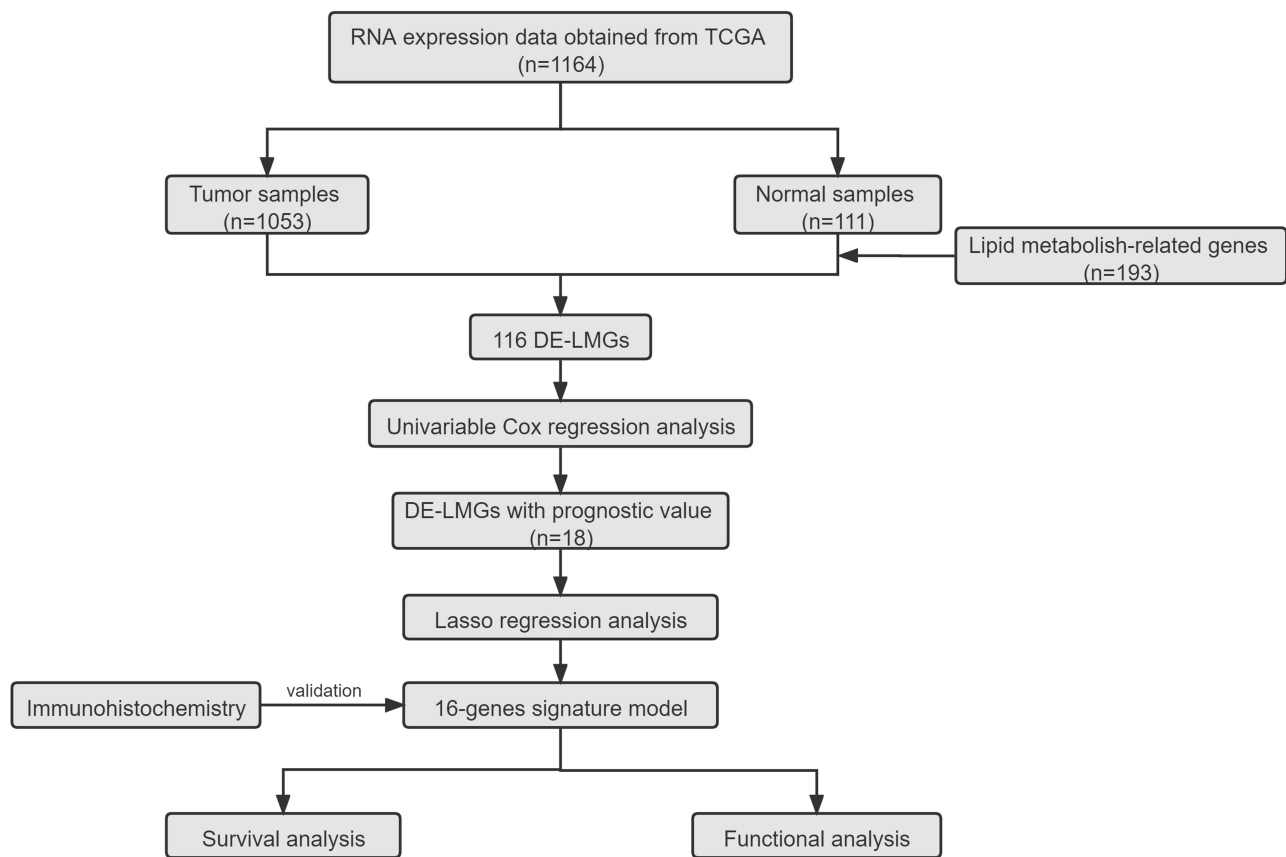 RNA expression data obtained from TCGA
(n=1164)
Tumor samples
(n=1053)
Normal samples
(n=111)
Lipid metabolish-related genes
(n=193)
116 DE-LMGs
Univariable Cox regression analysis
DE-LMGs with prognostic value
(n=18)
Lasso regression analysis
Immunohistochemistry
validation
16-genes signature model
Survival analysis
Functional analysis